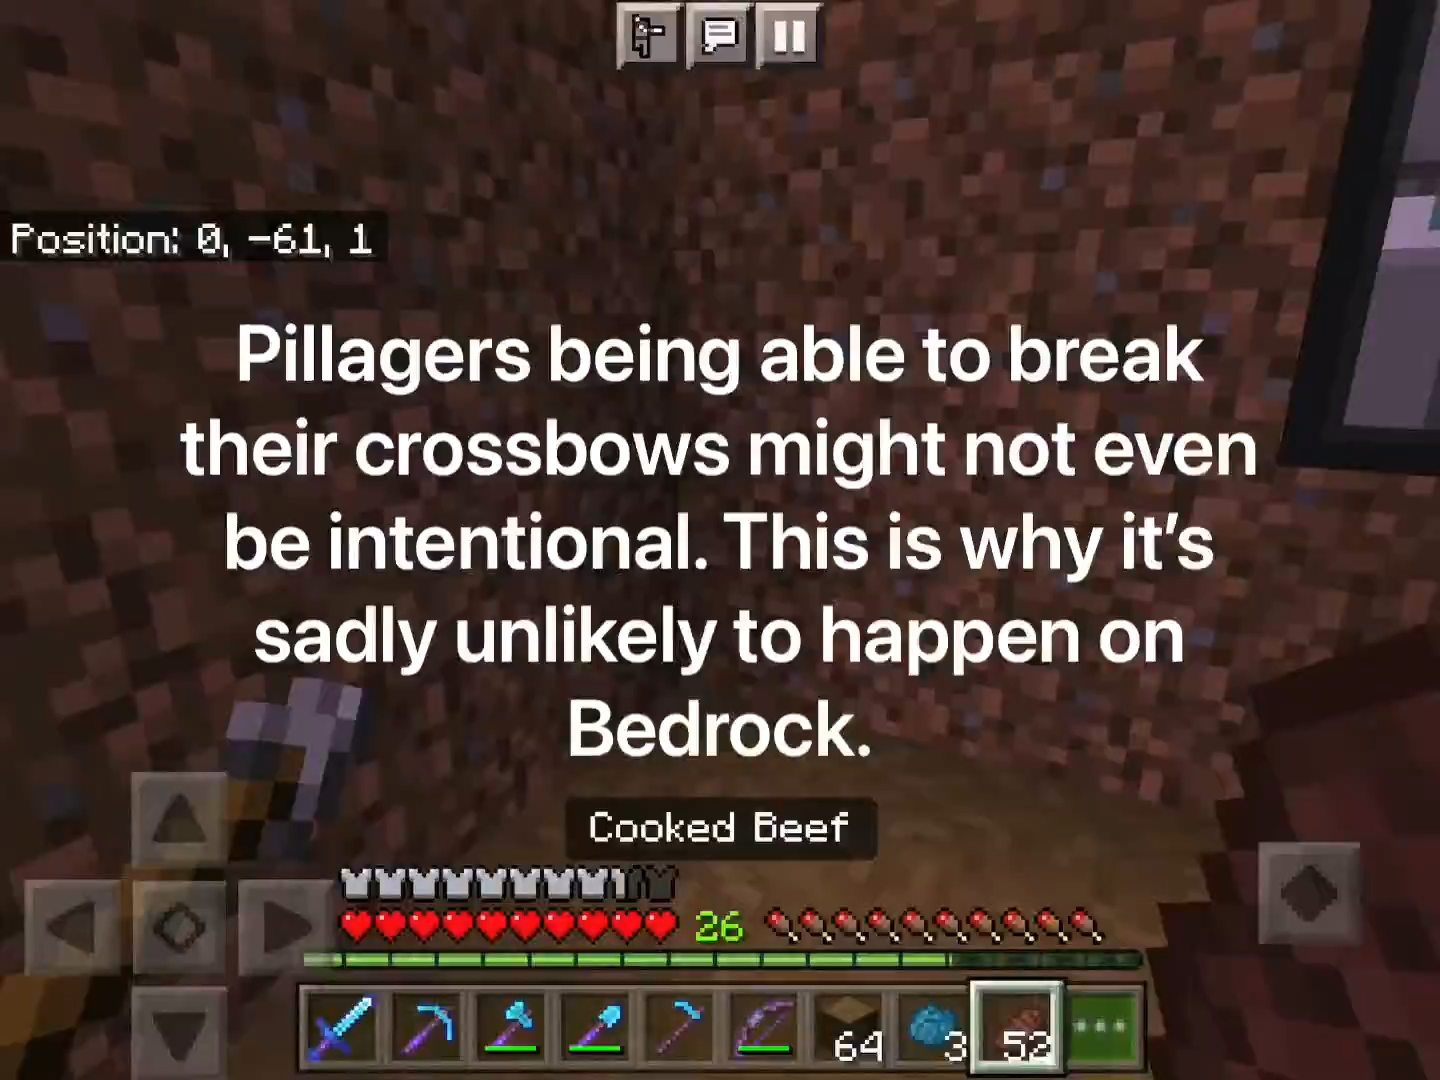 Position: 0, -61, 1
Pillagers being able to break
their crossbows might not even
be intentional. This is why it’s
sadly unlikely to happen on
Bedrock.
Cooked Beef
26
64
3
52